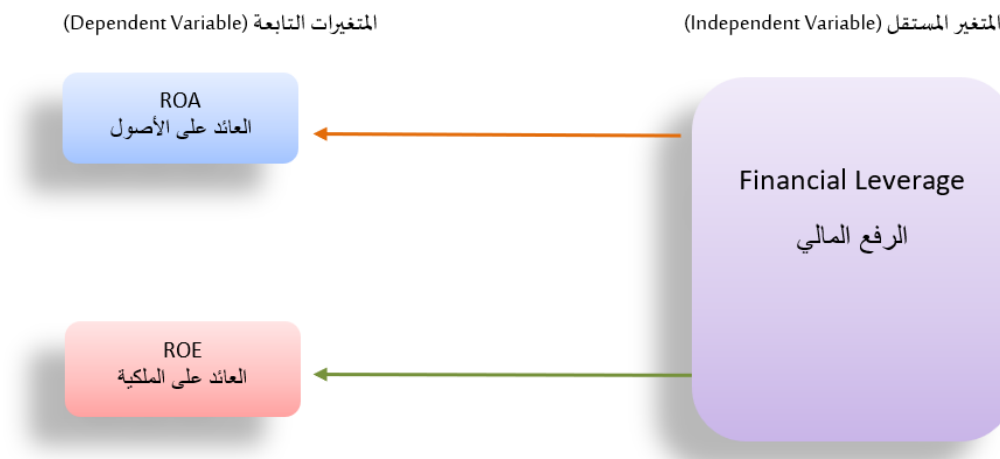 المتغير المستقل (Independent Variable)
المتغيرات التابعة (Dependent Variable)
Financial Leverage
الرفع المالي
ROA
العائد على الأصول
ROE
العائد على الملكية